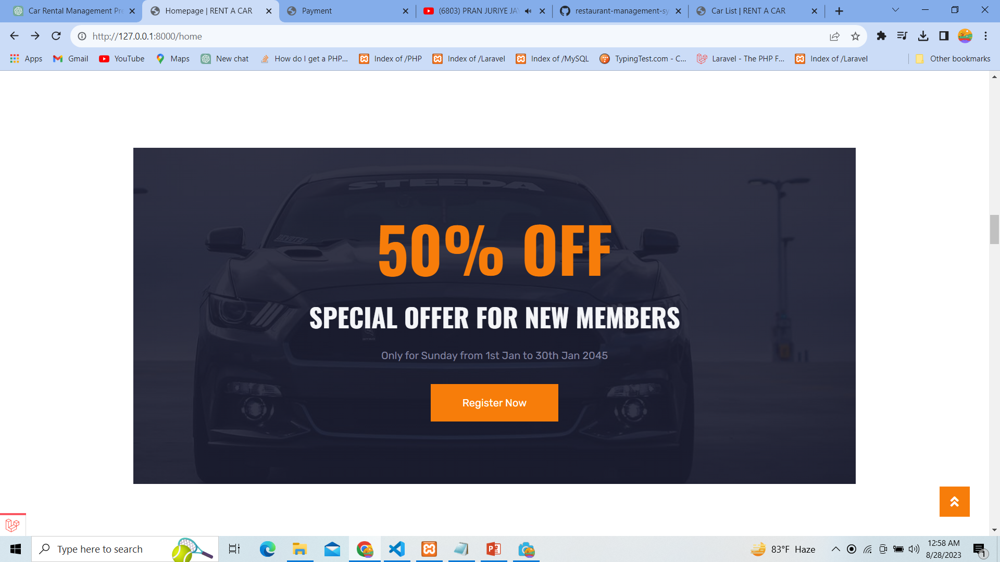 Car Rental Management Pre
Homepage | RENT A CAR
Payment
(6803) PRAN JURIYE JA
restaurant-management-sy
Car List | RENT A CAR
http://127.0.0.1:8000/home
Apps
Gmail
YouTube
Maps
New chat
How do I get a PHP...
Index of /PHP
Index of /Laravel
Index of /MySQL
TypingTest.com - C...
Laravel - The PHP F...
Index of /Laravel
Other bookmarks
STEEDA
50% OFF
SPECIAL OFFER FOR NEW MEMBERS
Only for Sunday from 1st Jan to 30th Jan 2045
Register Now
Type here to search
83°F Haze
12:58 AM
8/28/2023
1